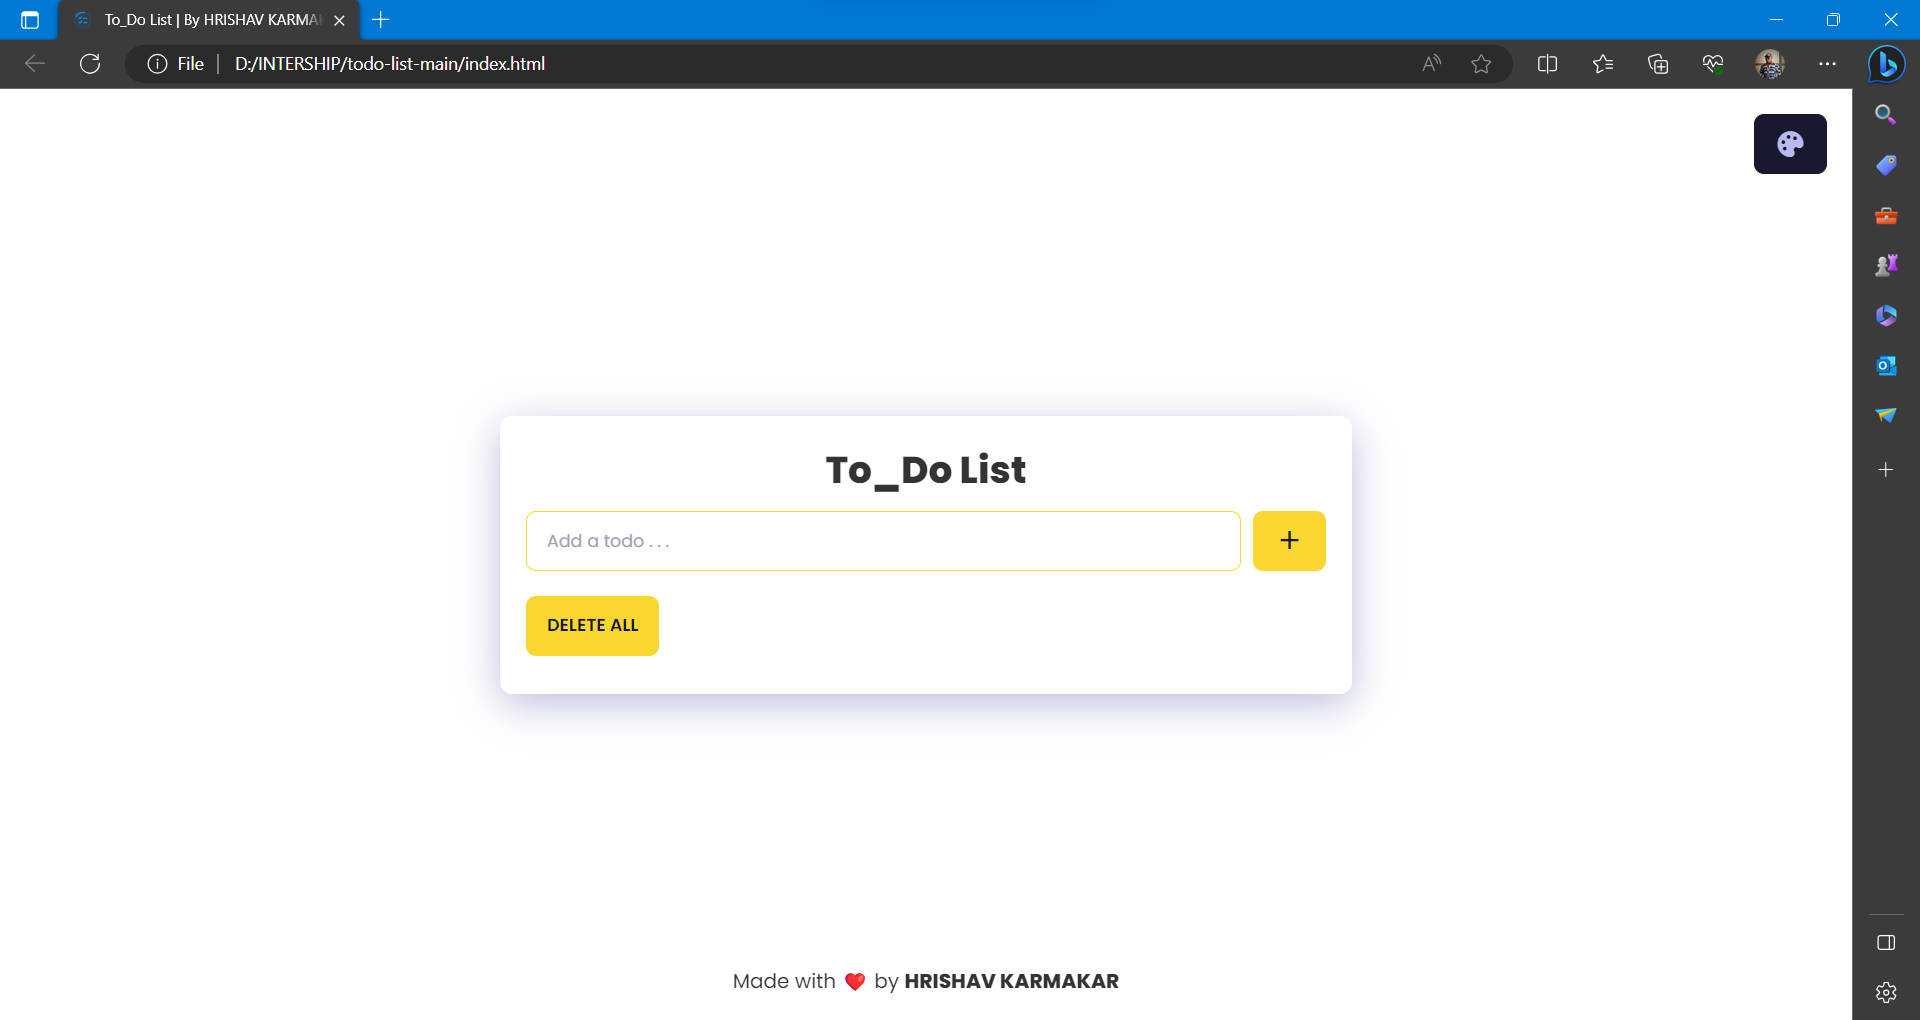 To_Do List | By HRISHAV KARMA
File
D:/INTERSHIP/todo-list-main/index.html
To_Do List
Add a todo . . .
+
DELETE ALL
Made with ❤️ by HRISHAV KARMAKAR